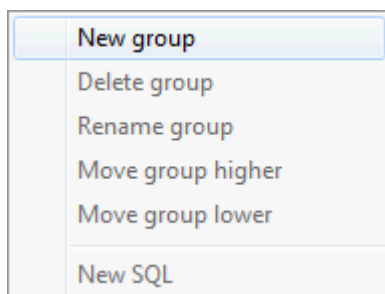 New group
Delete group
Rename group
Move group higher
Move group lower
New SQL